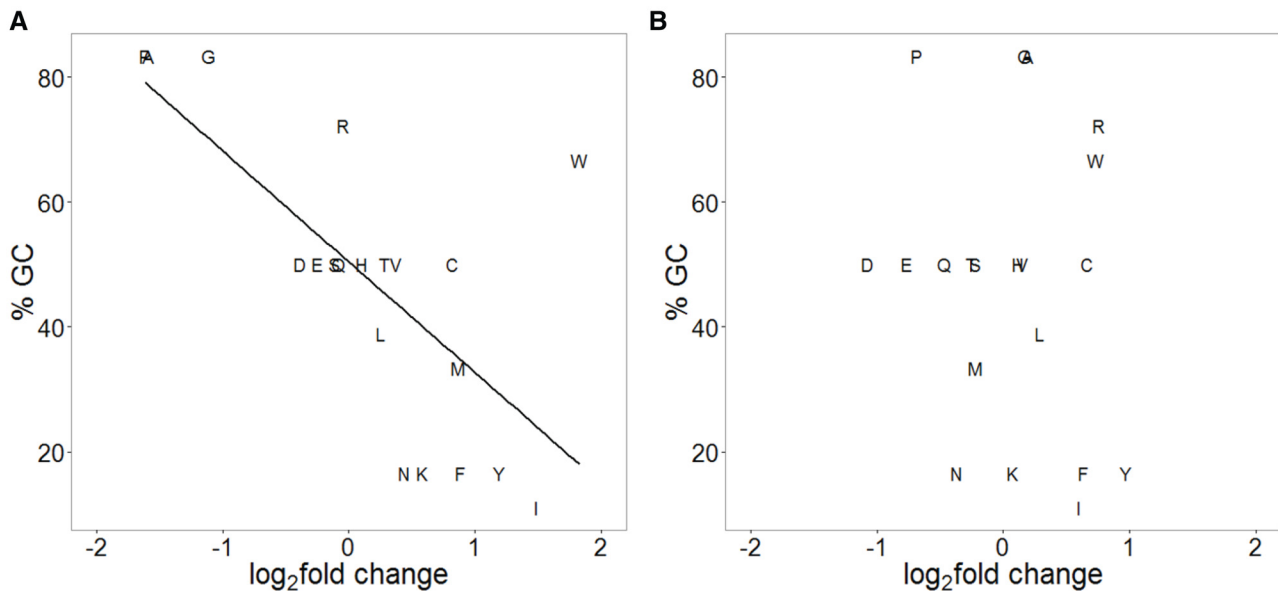 A
% GC
80
60
40
20
P A G
R
W
D E S Q H T V C
L
M
N K F Y
I
-2 -1 0 1 2
log2fold change
B
% GC
80
60
40
20
P G A
R
W
D E Q T S H V C
L
M
N K F Y
I
-2 -1 0 1 2
log2fold change